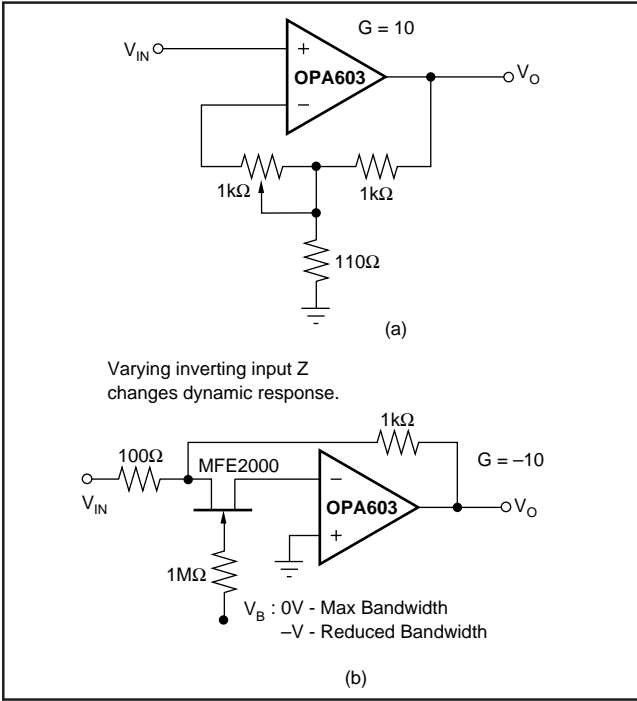 G = 10
V_IN
+
OPA603
–
V_O
1kΩ
1kΩ
110Ω
(a)
Varying inverting input Z
changes dynamic response.
1kΩ
100Ω
MFE2000
G = –10
V_IN
–
OPA603
+
V_O
1MΩ
V_B : 0V - Max Bandwidth
–V - Reduced Bandwidth
(b)